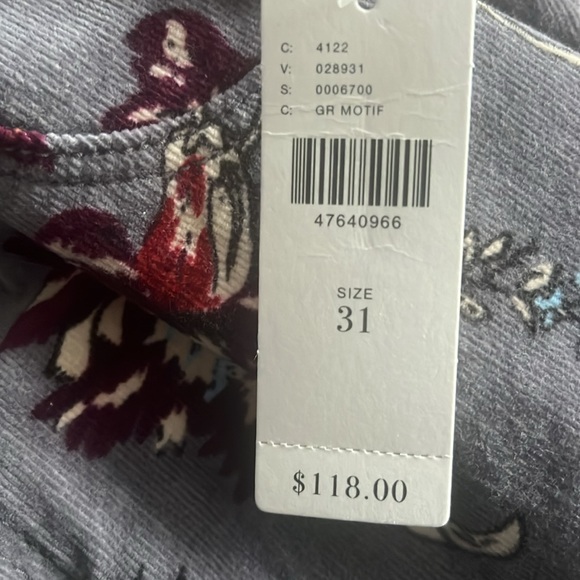 C: 4122
V: 028931
S: 0006700
C: GR MOTIF
47640966
SIZE
31
$118.00